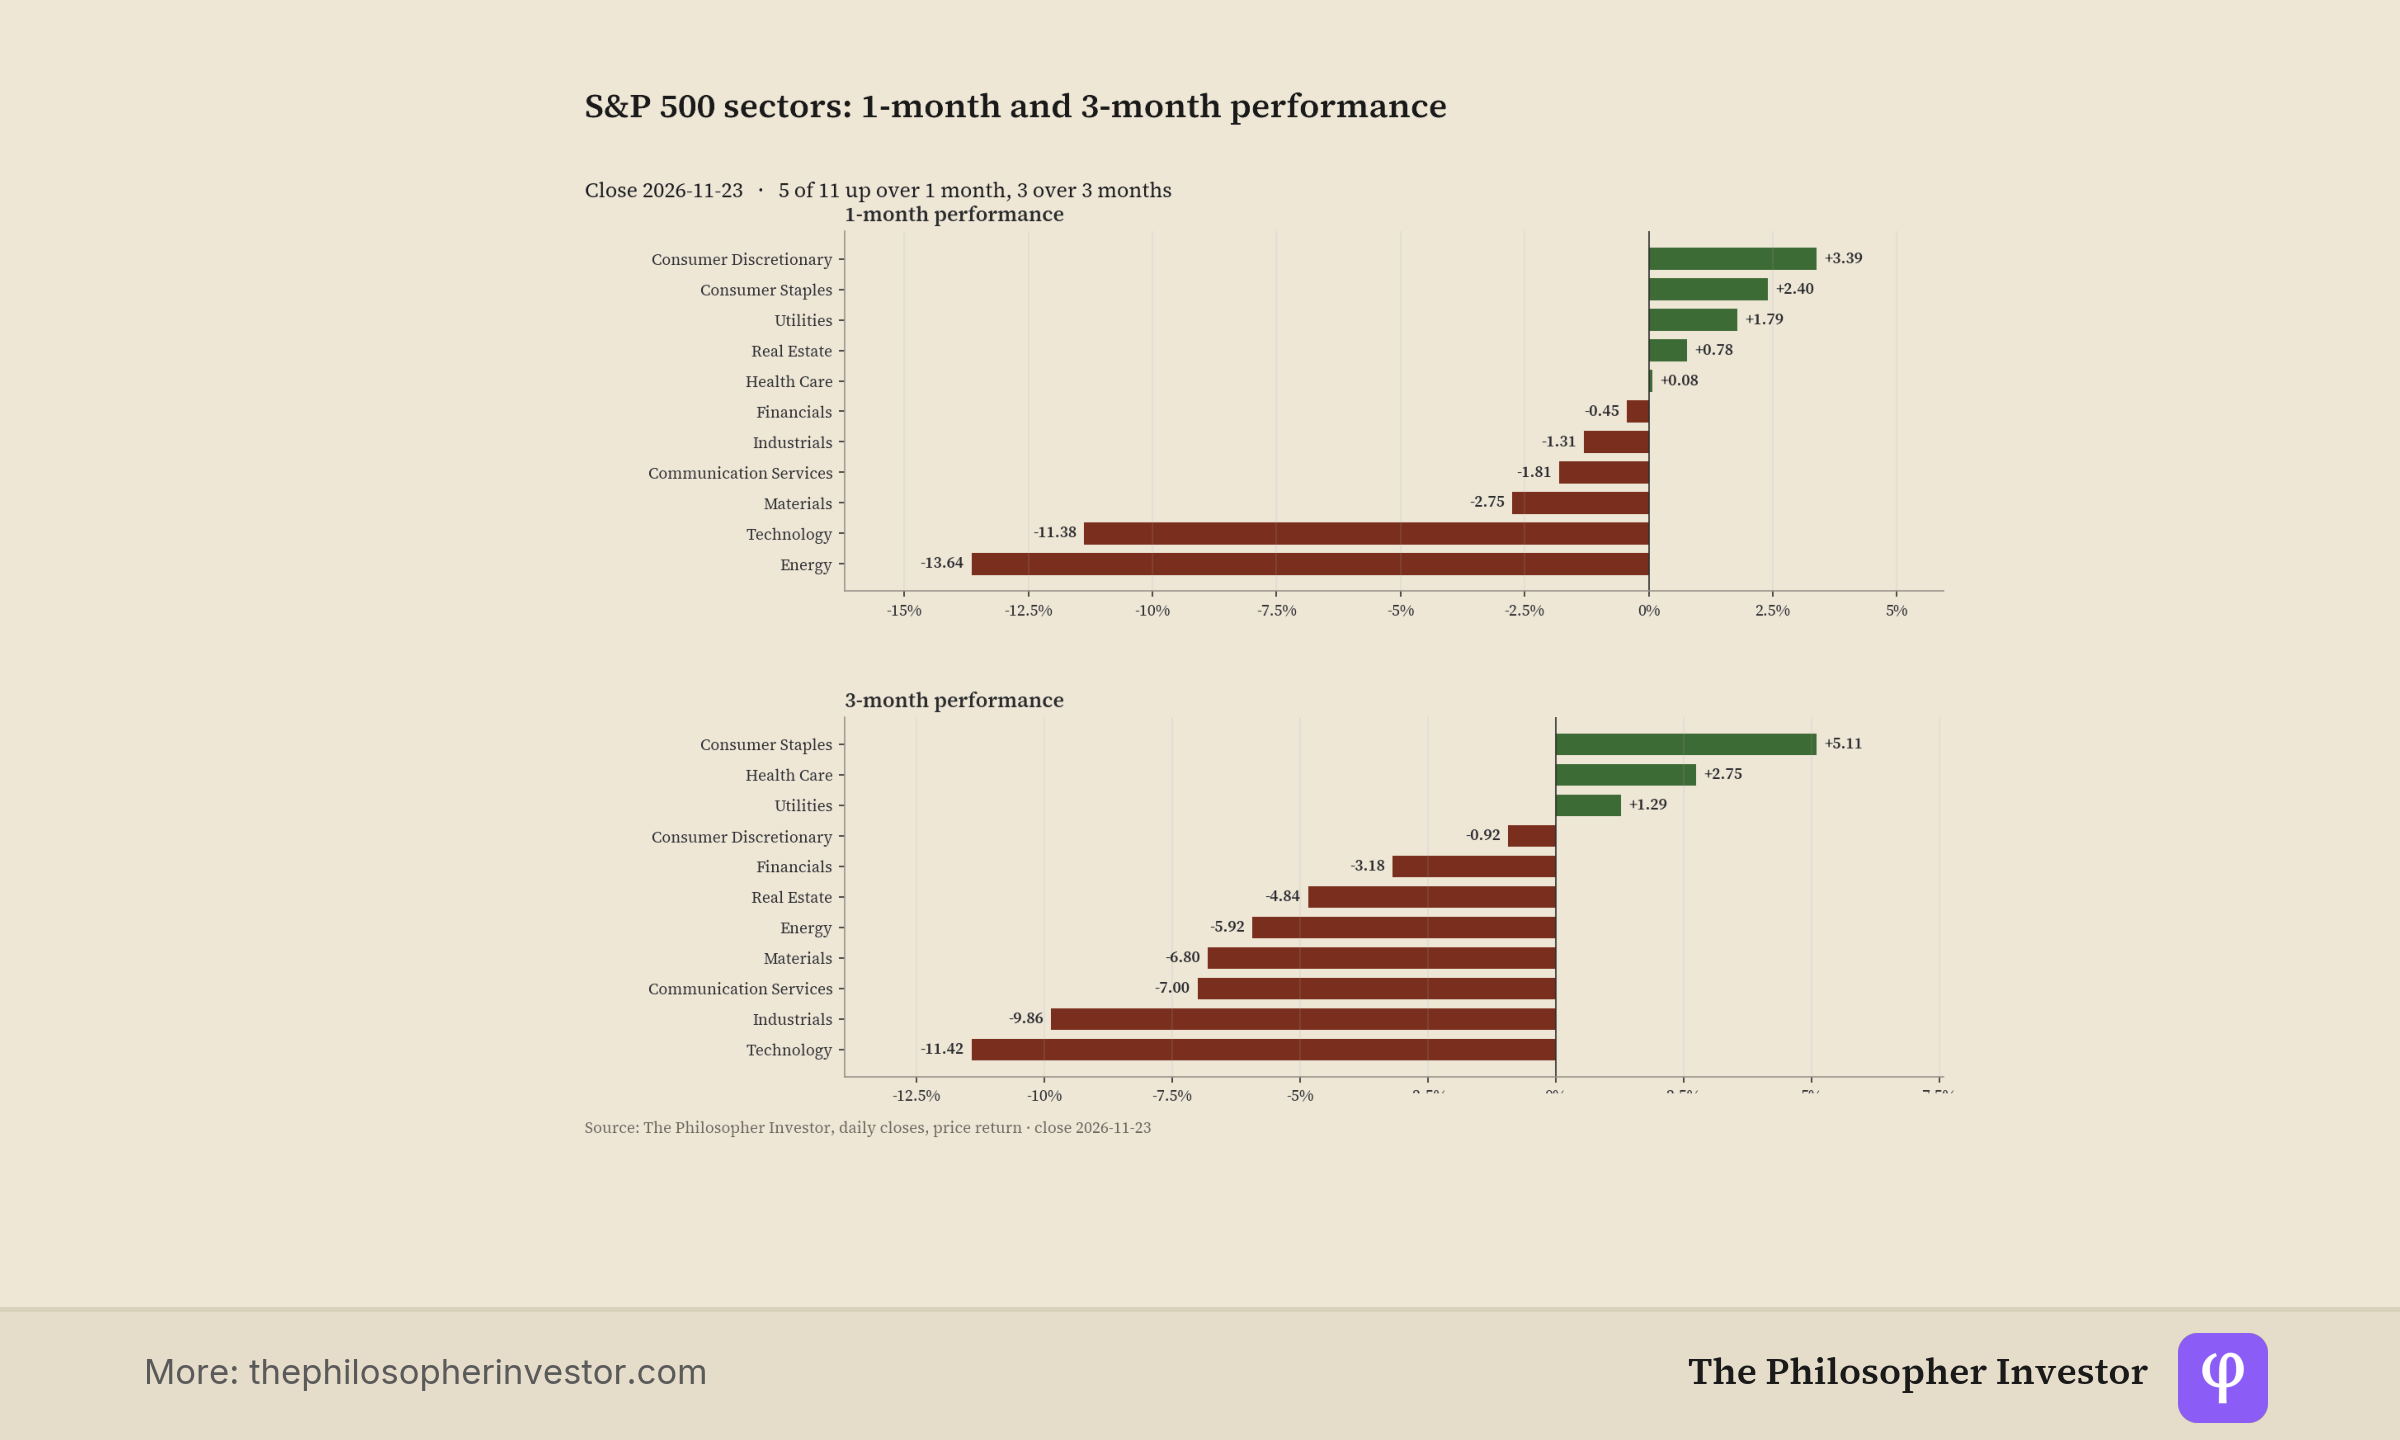 S&P 500 sectors: 1-month and 3-month performance
Close 2026-11-23 · 5 of 11 up over 1 month, 3 over 3 months
1-month performance
Consumer Discretionary +3.39
Consumer Staples +2.40
Utilities +1.79
Real Estate +0.78
Health Care +0.08
Financials -0.45
Industrials -1.31
Communication Services -1.81
Materials -2.75
Technology -11.38
Energy -13.64
-15% -12.5% -10% -7.5% -5% -2.5% 0% 2.5% 5%
3-month performance
Consumer Staples +5.11
Health Care +2.75
Utilities +1.29
Consumer Discretionary -0.92
Financials -3.18
Real Estate -4.84
Energy -5.92
Materials -6.80
Communication Services -7.00
Industrials -9.86
Technology -11.42
-12.5% -10% -7.5% -5%
Source: The Philosopher Investor, daily closes, price return · close 2026-11-23
More: thephilosopherinvestor.com
The Philosopher Investor φ